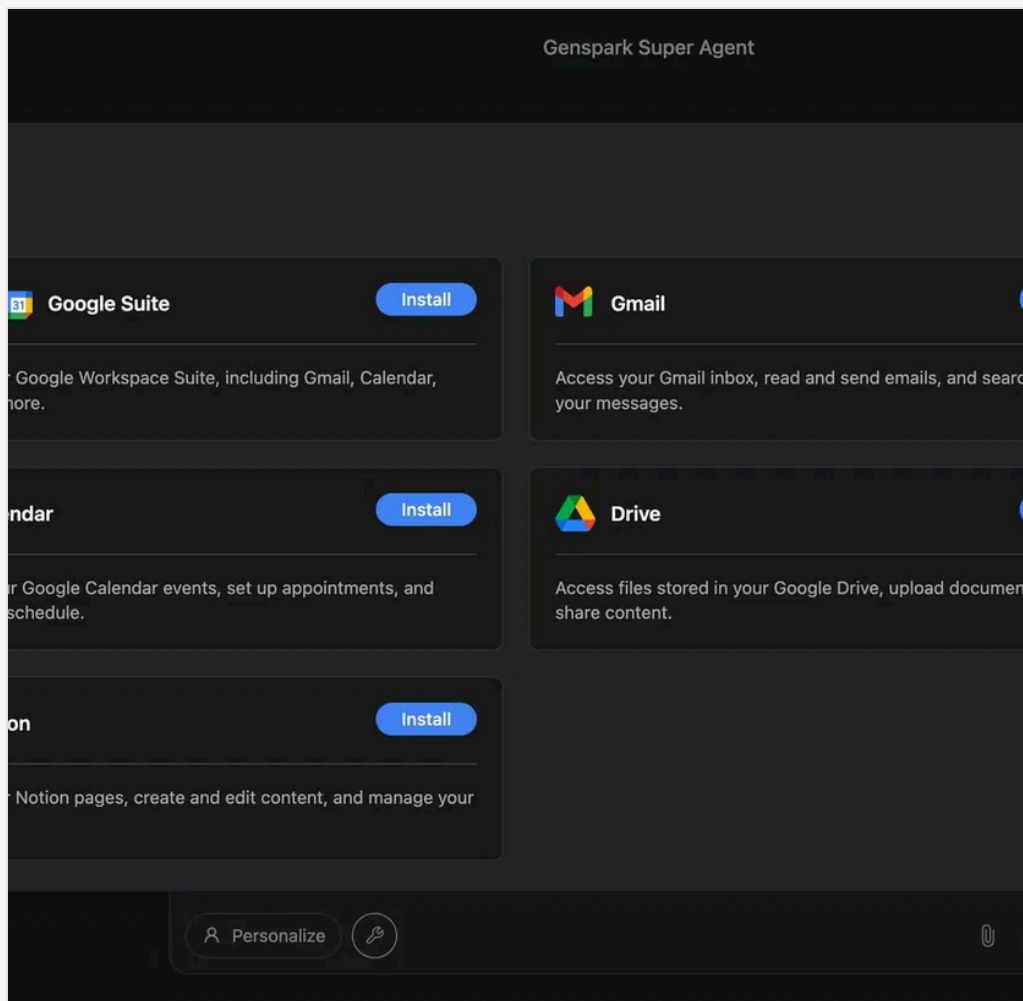 Genspark Super Agent
31 Google Suite Install
Gmail
Google Workspace Suite, including Gmail, Calendar,
ore.
Access your Gmail inbox, read and send emails, and searc
your messages.
endar Install
Drive
r Google Calendar events, set up appointments, and
schedule.
Access files stored in your Google Drive, upload documen
share content.
on Install
Notion pages, create and edit content, and manage your
Personalize